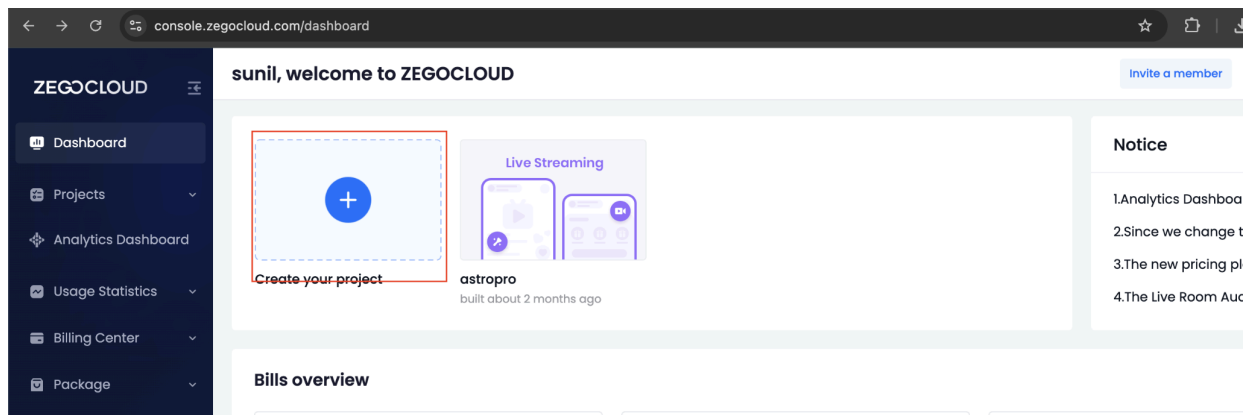 console.zegocloud.com/dashboard
ZEGOCLOUD
sunil, welcome to ZEGOCLOUD
Invite a member
Dashboard
Projects
Analytics Dashboard
Usage Statistics
Billing Center
Package
Live Streaming
Create your project
astropro
built about 2 months ago
Notice
1.Analytics Dashboa
2.Since we change t
3.The new pricing pl
4.The Live Room Auc
Bills overview